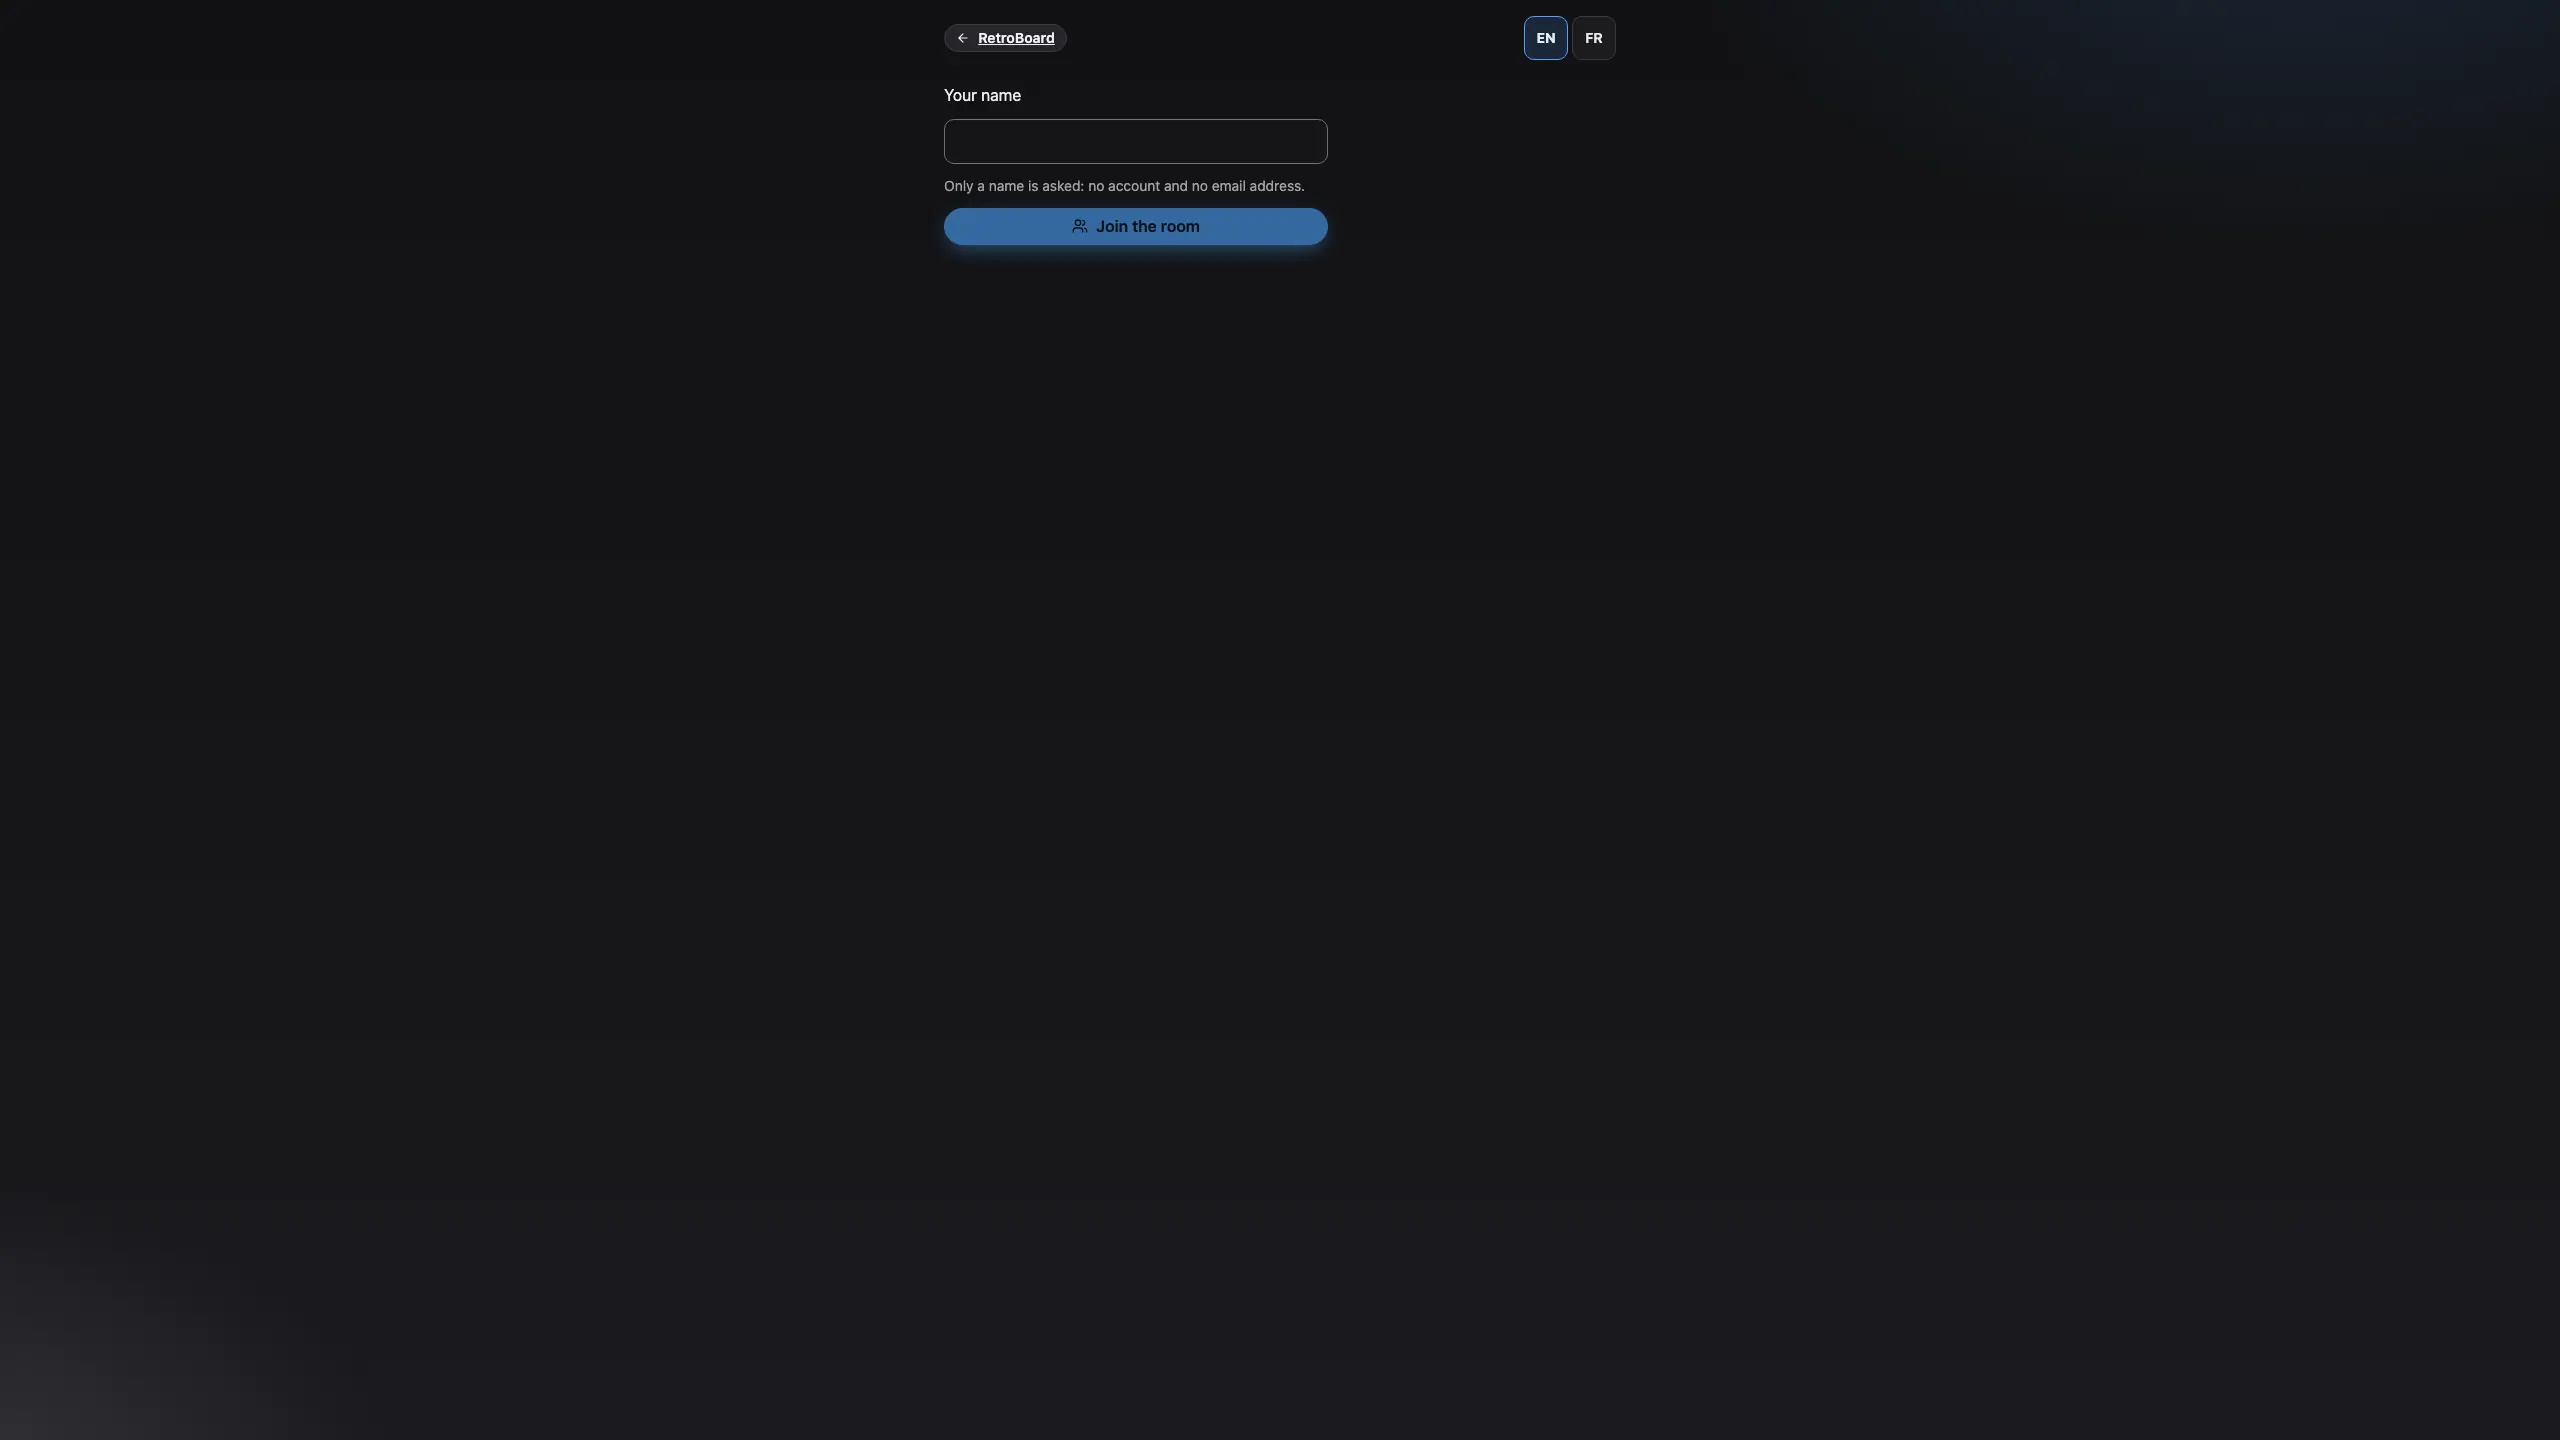 RetroBoard
EN FR
Your name
Only a name is asked: no account and no email address.
Join the room